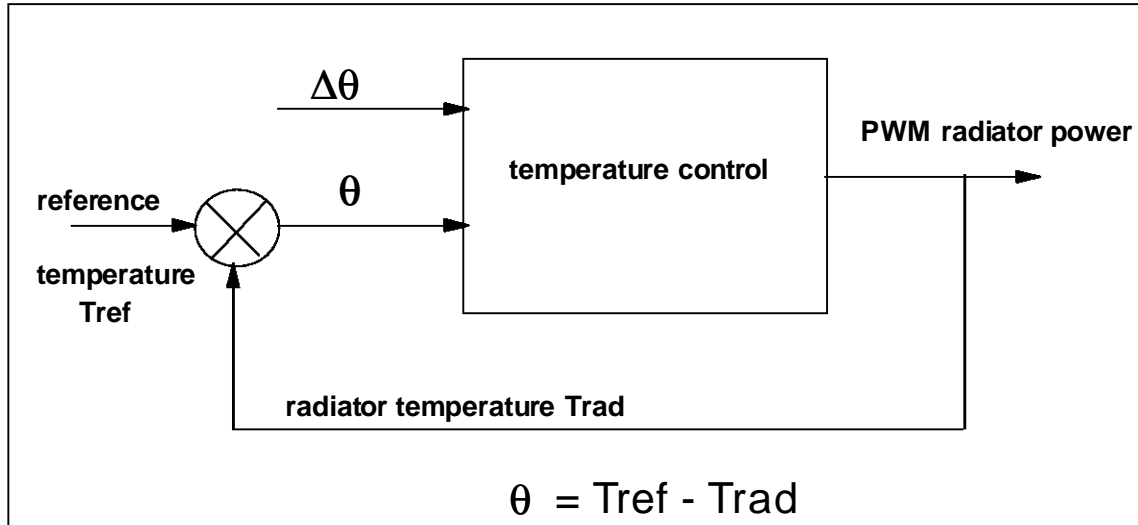 Δθ
temperature control
PWM radiator power
reference
θ
temperature
Tref
radiator temperature Trad
θ = Tref - Trad